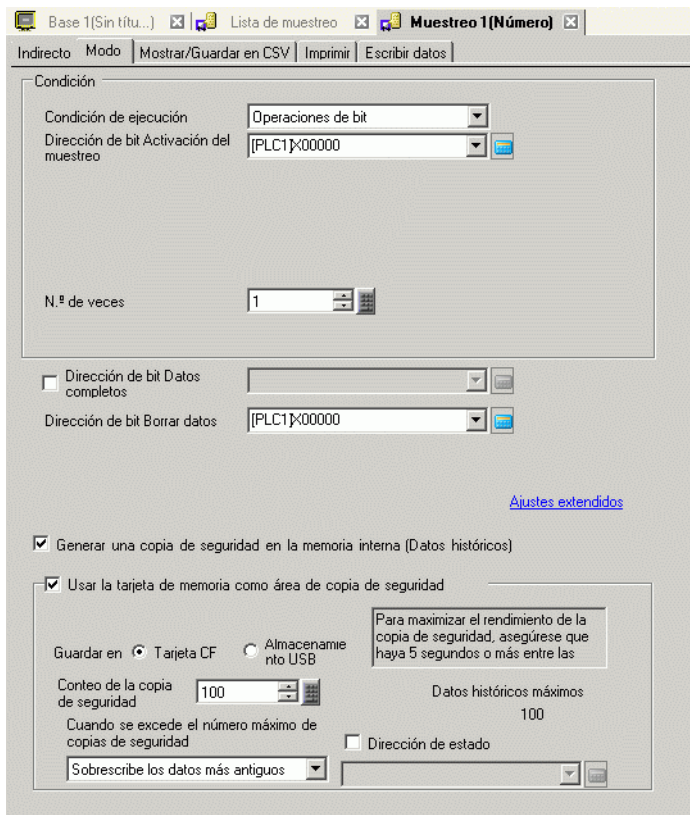 Base 1(Sin títu...) Lista de muestreo Muestreo 1(Número)
Indirecto Modo Mostrar/Guardar en CSV Imprimir Escribir datos
Condición
Condición de ejecución Operaciones de bit
Dirección de bit Activación del
muestreo
[PLC1]X00000
N.º de veces 1
Dirección de bit Datos
completos
Dirección de bit Borrar datos [PLC1]X00000
Ajustes extendidos
Generar una copia de seguridad en la memoria interna (Datos históricos)
Usar la tarjeta de memoria como área de copia de seguridad
Para maximizar el rendimiento de la
copia de seguridad, asegúrese que
haya 5 segundos o más entre las
Guardar en Tarjeta CF Almacenamie
nto USB
Conteo de la copia
de seguridad
100
Datos históricos máximos
100
Cuando se excede el número máximo de
copias de seguridad
Dirección de estado
Sobrescribe los datos más antiguos